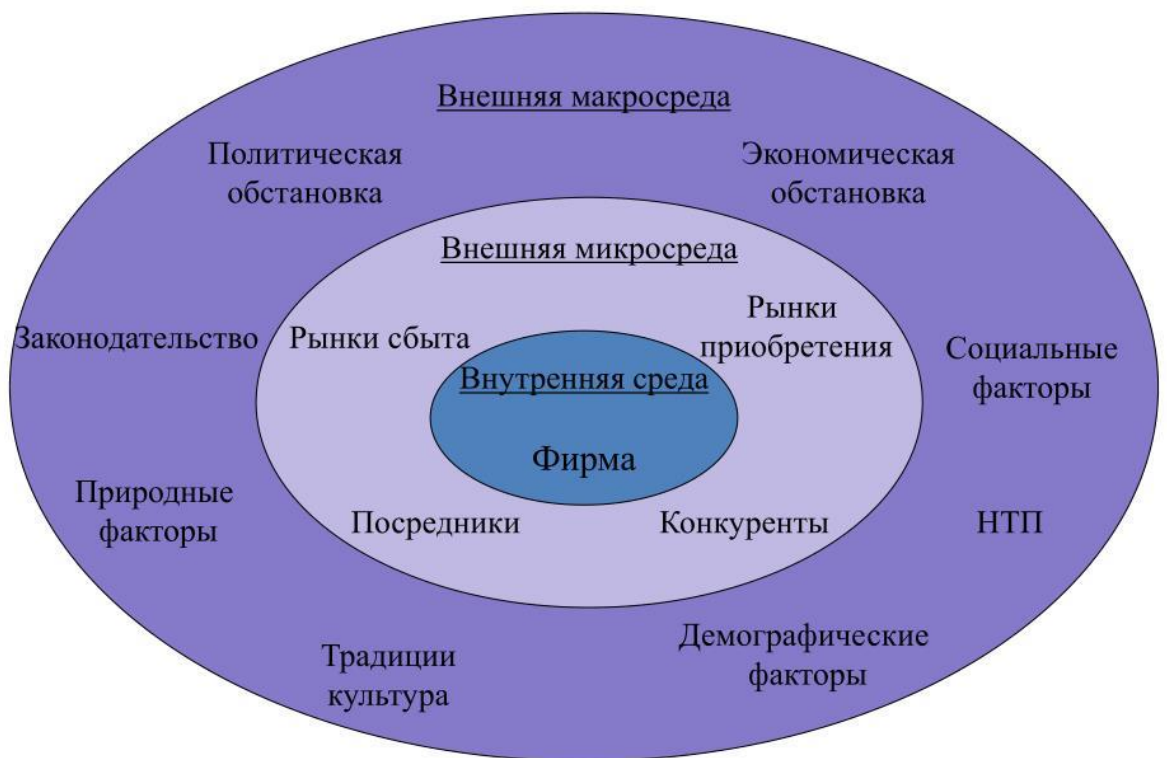 Внешняя макросреда
Политическая
обстановка
Экономическая
обстановка
Внешняя микросреда
Законодательство
Рынки сбыта
Рынки
приобретения
Социальные
факторы
Внутренняя среда
Фирма
Природные
факторы
Посредники
Конкуренты
НТП
Традиции
культура
Демографические
факторы